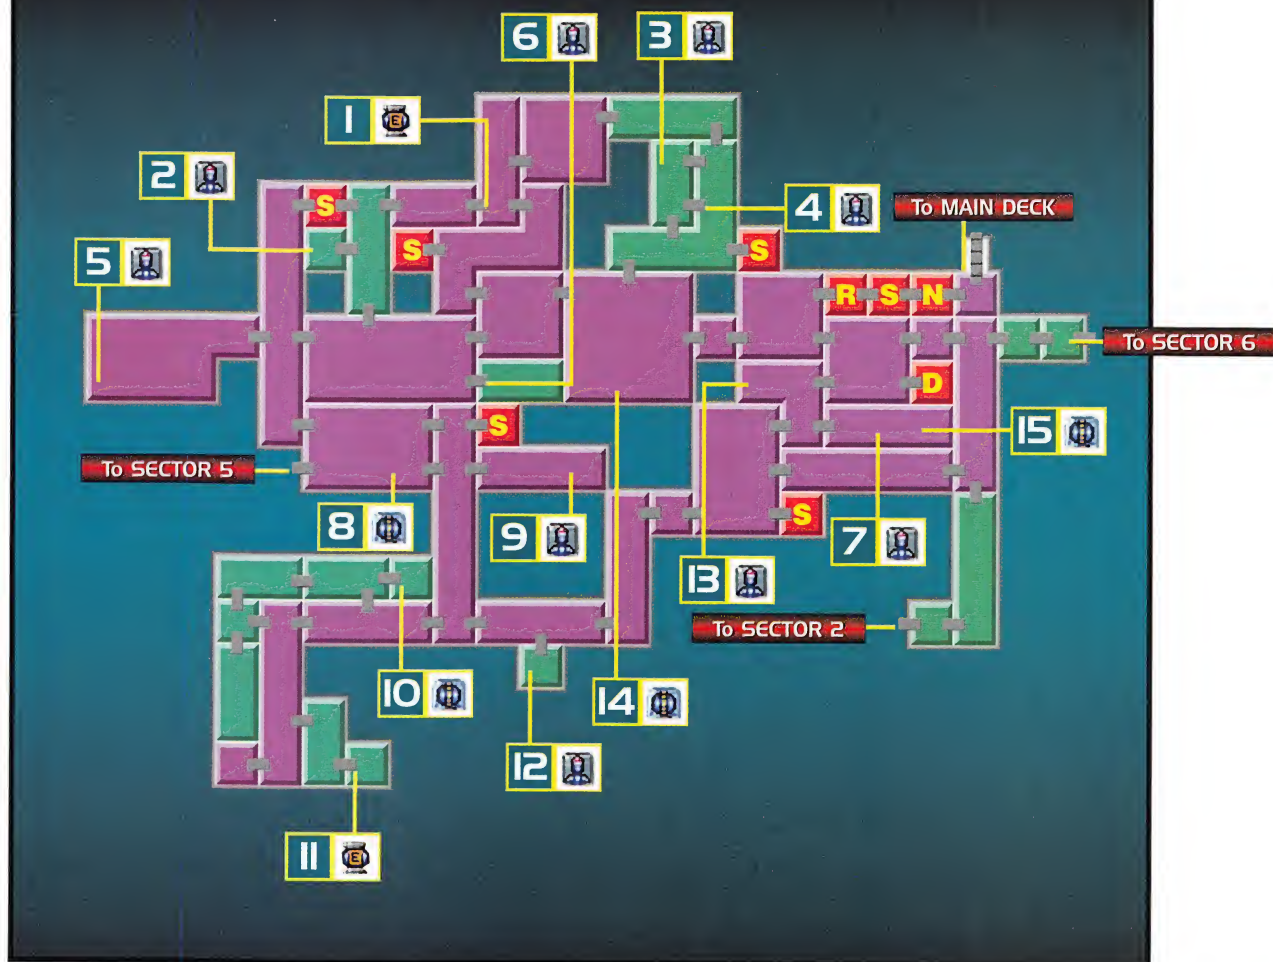 6
3
1 E
2
4
To MAIN DECK
S
5
S
S
R S N
To SECTOR 6
D
S
15
To SECTOR 5
8
9
S
7
13
To SECTOR 2
10
14
12
11 E